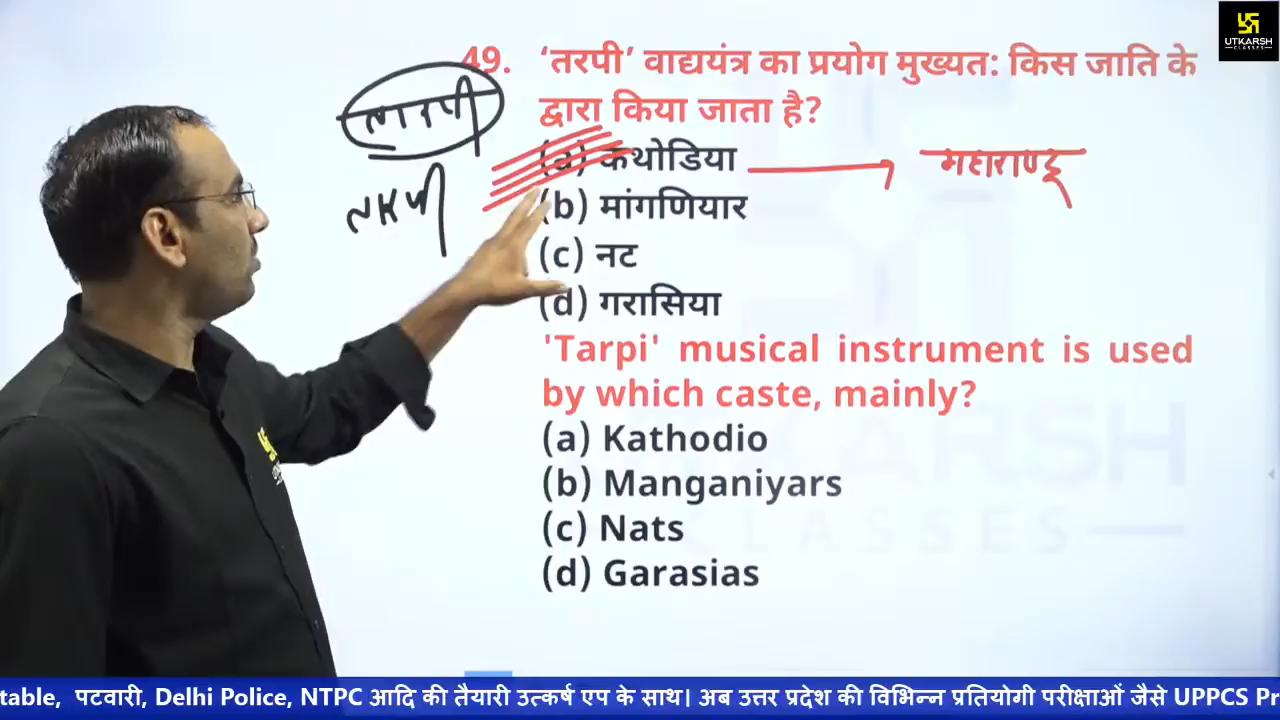 UTKARSH
CLASSES
49. ‘तरपी’ वाद्ययंत्र का प्रयोग मुख्यत: किस जाति के
द्वारा किया जाता है?
(a) कथोडिया
महाराष्ट्र
(b) मांगणियार
(c) नट
(d) गरासिया
'Tarpi' musical instrument is used
by which caste, mainly?
(a) Kathodio
(b) Manganiyars
(c) Nats
(d) Garasias
table, पटवारी, Delhi Police, NTPC आदि की तैयारी उत्कर्ष एप के साथ। अब उत्तर प्रदेश की विभिन्न प्रतियोगी परीक्षाओं जैसे UPPCS Pr